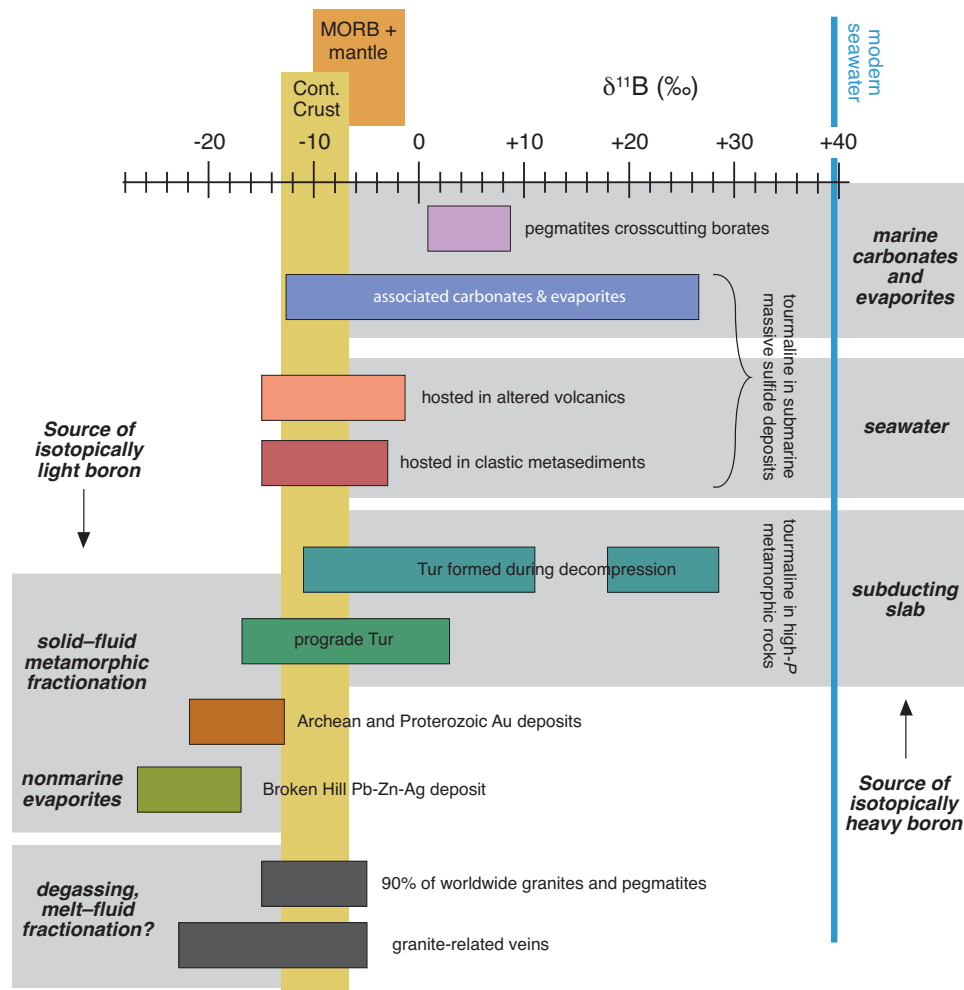 MORB +
mantle
Cont.
Crust
δ¹¹B (‰)
modern
seawater
-20
-10
0
+10
+20
+30
+40
pegmatites crosscutting borates
marine
carbonates
and
evaporites
associated carbonates & evaporites
tourmaline in submarine
massive sulfide deposits
hosted in altered volcanics
seawater
hosted in clastic metasediments
Source of
isotopically
light boron
Tur formed during decompression
tourmaline in high-P
metamorphic rocks
subducting
slab
prograde Tur
solid–fluid
metamorphic
fractionation
Archean and Proterozoic Au deposits
nonmarine
evaporites
Broken Hill Pb-Zn-Ag deposit
Source of
isotopically
heavy boron
90% of worldwide granites and pegmatites
degassing,
melt–fluid
fractionation?
granite-related veins